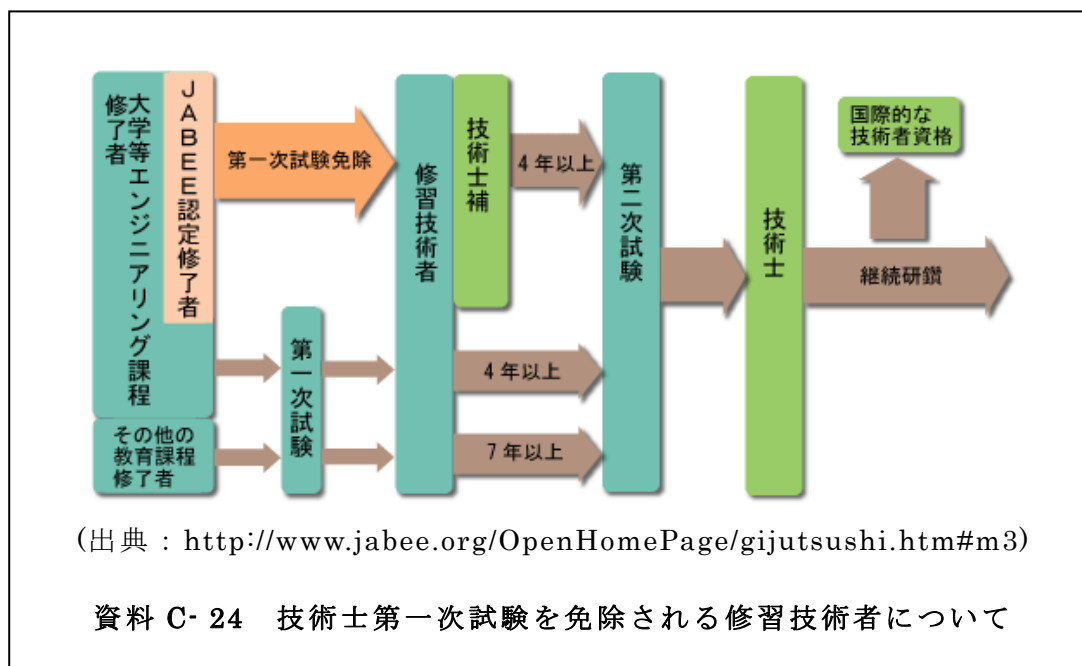 大学等エンジニアリング課程
修了者
JABEE認定修了者
第一次試験免除
その他の
教育課程
修了者
第一次試験
修習技術者
技術士補
4年以上
4年以上
7年以上
第二次試験
技術士
国際的な
技術者資格
継続研鑽
(出典：http://www.jabee.org/OpenHomePage/gijutsushi.htm#m3)
資料 C- 24　技術士第一次試験を免除される修習技術者について